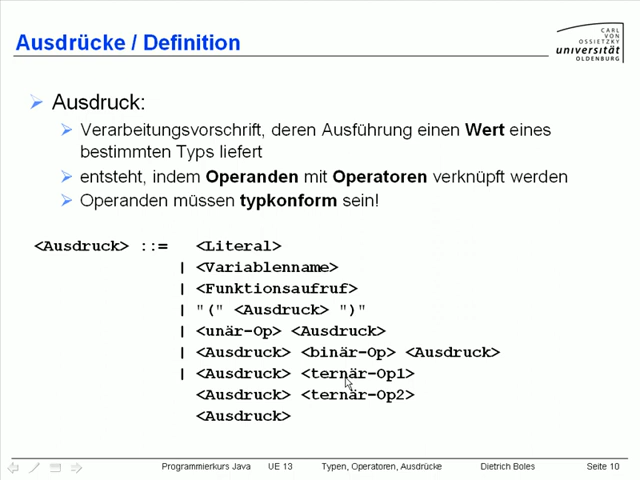 Ausdrücke / Definition
CARL
VON
OSSIETZKY
universität
OLDENBURG
Ausdruck:
Verarbeitungsvorschrift, deren Ausführung einen Wert eines
bestimmten Typs liefert
entsteht, indem Operanden mit Operatoren verknüpft werden
Operanden müssen typkonform sein!
<Ausdruck> ::= <Literal>
| <Variablenname>
| <Funktionsaufruf>
| "(" <Ausdruck> ")"
| <unär-Op> <Ausdruck>
| <Ausdruck> <binär-Op> <Ausdruck>
| <Ausdruck> <ternär-Op1>
<Ausdruck> <ternär-Op2>
<Ausdruck>
Programmierkurs Java UE 13 Typen, Operatoren, Ausdrücke Dietrich Boles Seite 10